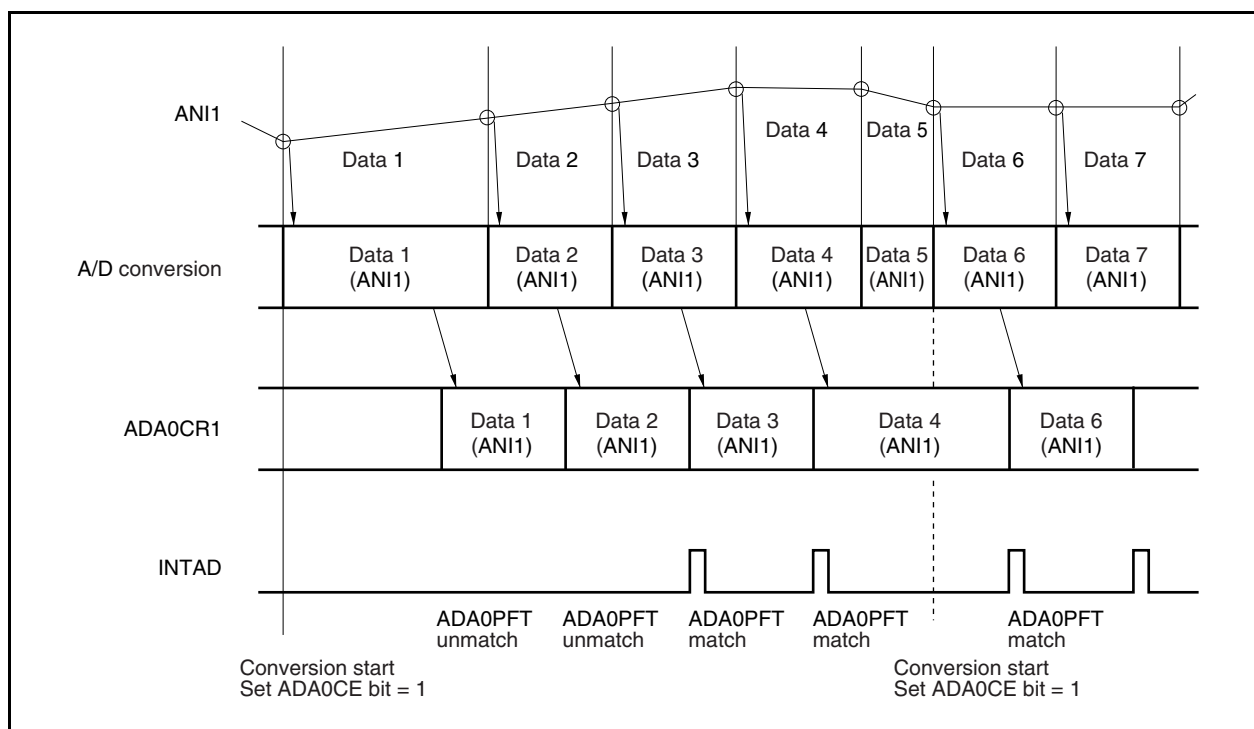 ANI1
Data 1
Data 2
Data 3
Data 4
Data 5
Data 6
Data 7
A/D conversion
Data 1
(ANI1)
Data 2
(ANI1)
Data 3
(ANI1)
Data 4
(ANI1)
Data 5
(ANI1)
Data 6
(ANI1)
Data 7
(ANI1)
ADA0CR1
Data 1
(ANI1)
Data 2
(ANI1)
Data 3
(ANI1)
Data 4
(ANI1)
Data 6
(ANI1)
INTAD
ADA0PFT
unmatch
ADA0PFT
unmatch
ADA0PFT
match
ADA0PFT
match
ADA0PFT
match
Conversion start
Set ADA0CE bit = 1
Conversion start
Set ADA0CE bit = 1